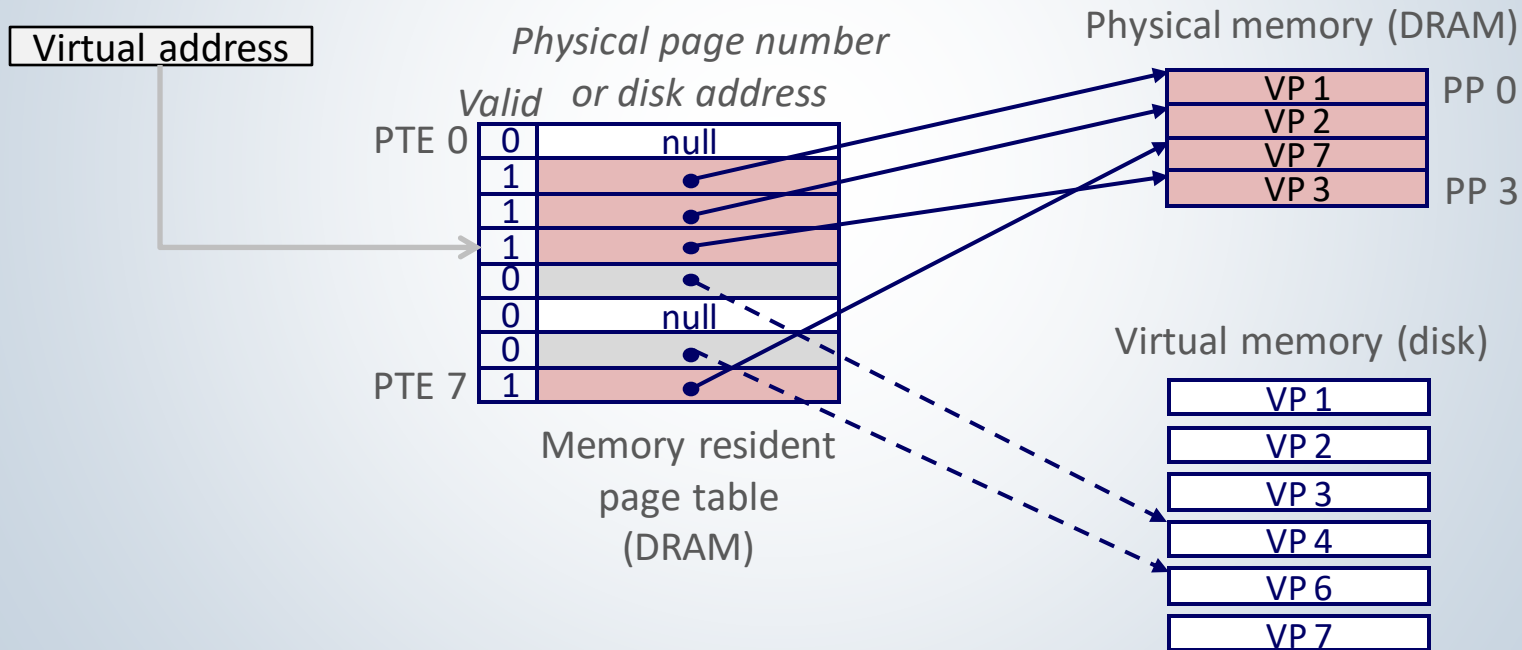 Virtual address
Physical page number
or disk address
Valid
PTE 0
0
null
1
1
1
0
0
null
0
PTE 7
1
Memory resident
page table
(DRAM)
Physical memory (DRAM)
VP 1
PP 0
VP 2
VP 7
VP 3
PP 3
Virtual memory (disk)
VP 1
VP 2
VP 3
VP 4
VP 6
VP 7